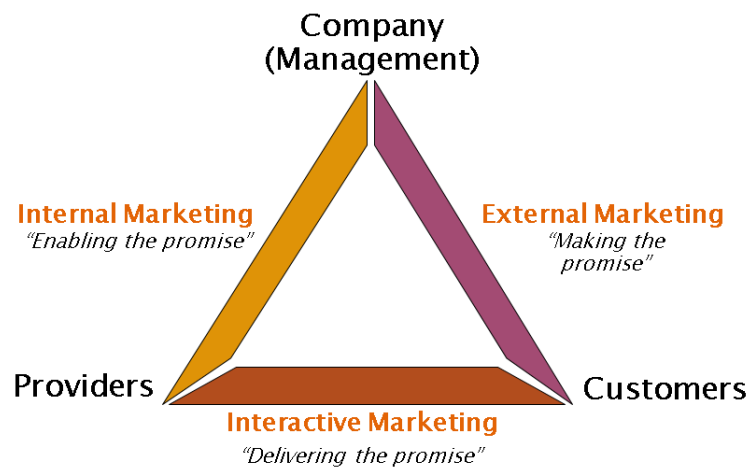 Company
(Management)
Internal Marketing
“Enabling the promise”
External Marketing
“Making the
promise”
Providers
Customers
Interactive Marketing
“Delivering the promise”